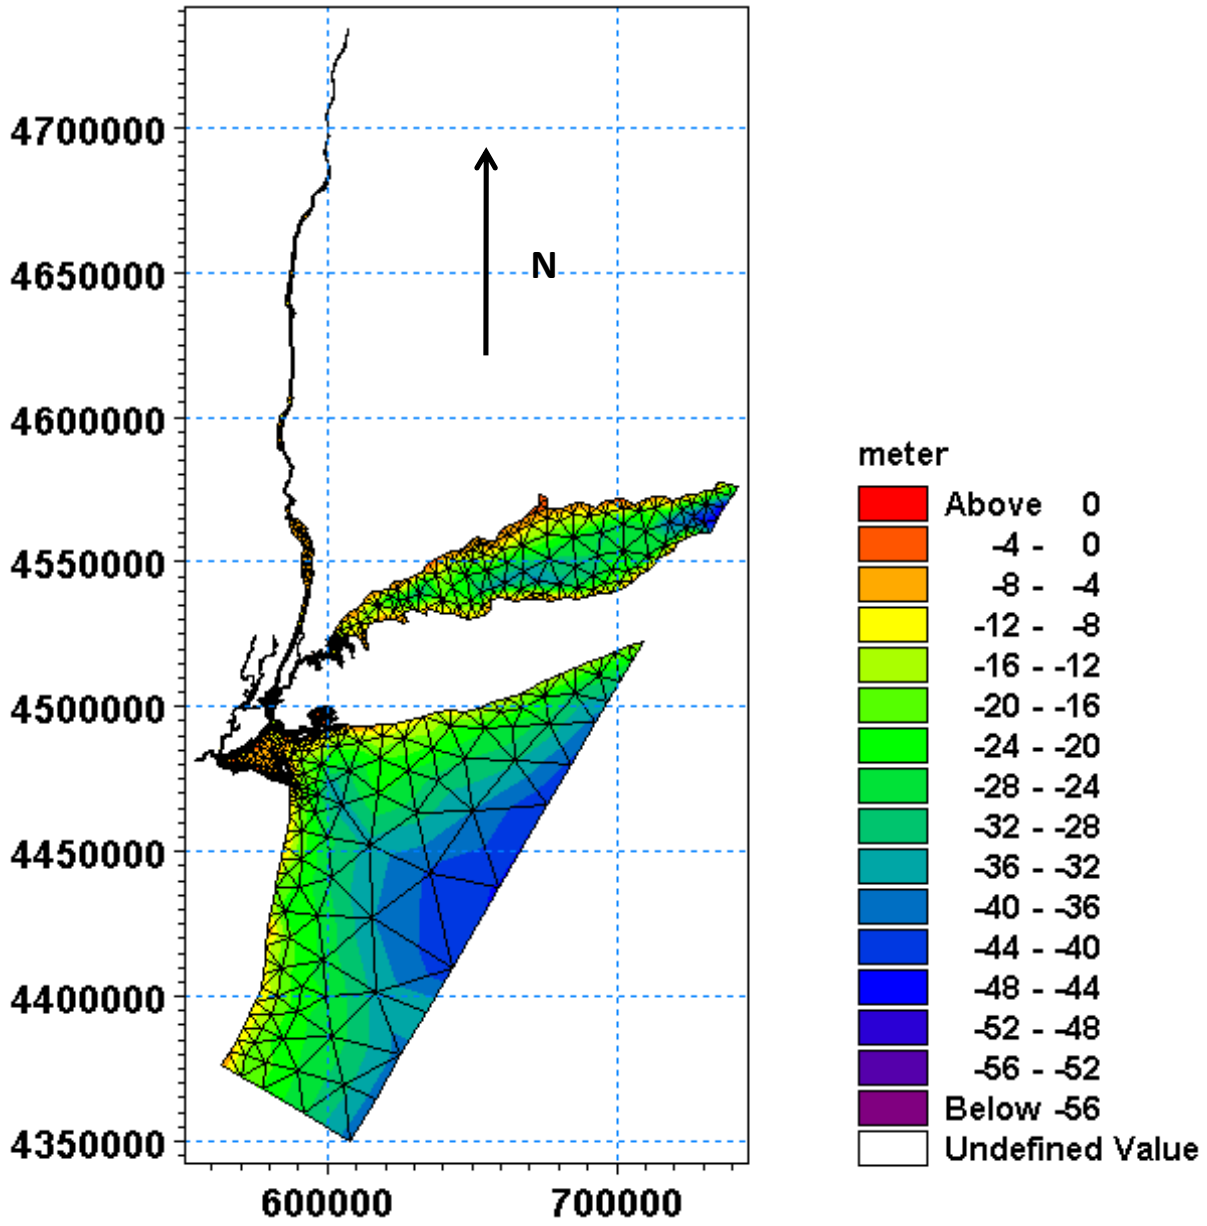 4700000
4650000
4600000
4550000
4500000
4450000
4400000
4350000
600000 700000
N
meter
Above 0
-4 - 0
-8 - -4
-12 - -8
-16 - -12
-20 - -16
-24 - -20
-28 - -24
-32 - -28
-36 - -32
-40 - -36
-44 - -40
-48 - -44
-52 - -48
-56 - -52
Below -56
Undefined Value